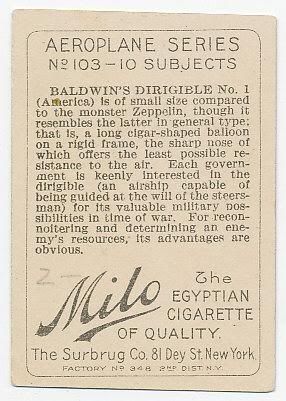 AEROPLANE SERIES
No 103-10 SUBJECTS
BALDWIN'S DIRIGIBLE No. 1
(America) is of small size compared
to the monster Zeppelin, though it
resembles the latter in general type;
that is, a long cigar-shaped balloon
on a rigid frame, the sharp nose of
which offers the least possible re-
sistance to the air. Each govern-
ment is keenly interested in the
dirigible (an airship capable of
being guided at the will of the steers-
man) for its valuable military pos-
sibilities in time of war. For recon-
noitering and determining an ene-
my's resources, its advantages are
obvious.
2-
Milo
The
EGYPTIAN
CIGARETTE
OF QUALITY.
The Surbrug Co. 81 Dey St. New York.
FACTORY No 348 2ND DIST. N.Y.